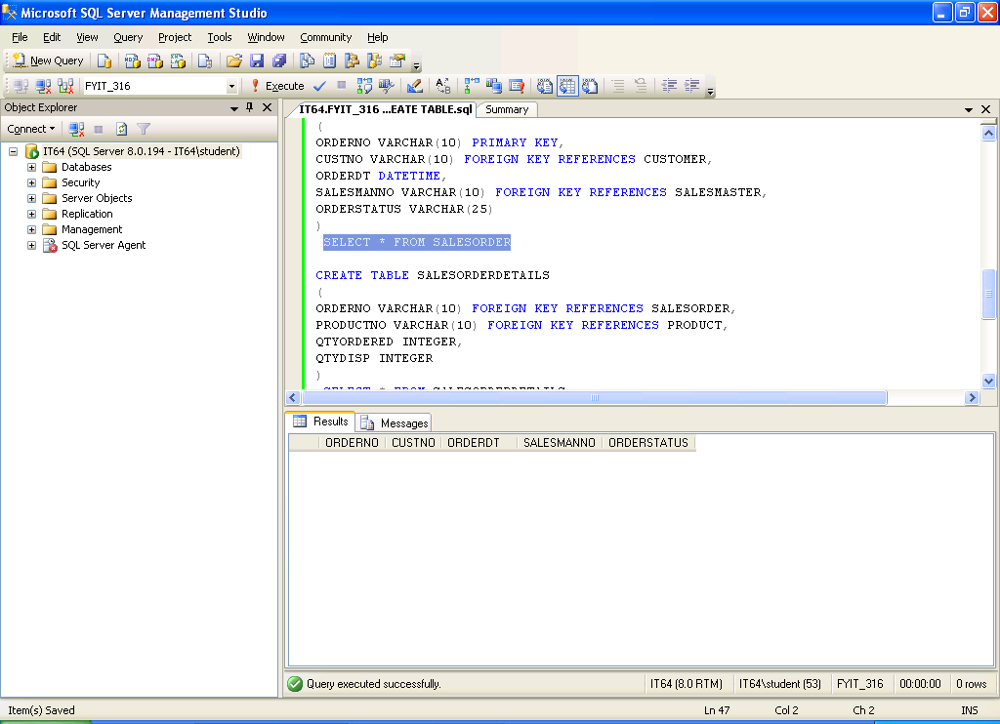 Microsoft SQL Server Management Studio
File Edit View Query Project Tools Window Community Help
New Query
FYIT_316 Execute
Object Explorer
Connect
IT64 (SQL Server 8.0.194 - IT64\student)
Databases
Security
Server Objects
Replication
Management
SQL Server Agent
IT64.FYIT_316 ...EATE TABLE.sql Summary
(
ORDERNO VARCHAR(10) PRIMARY KEY,
CUSTNO VARCHAR(10) FOREIGN KEY REFERENCES CUSTOMER,
ORDERDT DATETIME,
SALESMANNO VARCHAR(10) FOREIGN KEY REFERENCES SALESMASTER,
ORDERSTATUS VARCHAR(25)
)
SELECT * FROM SALESORDER
CREATE TABLE SALESORDERDETAILS
(
ORDERNO VARCHAR(10) FOREIGN KEY REFERENCES SALESORDER,
PRODUCTNO VARCHAR(10) FOREIGN KEY REFERENCES PRODUCT,
QTYORDERED INTEGER,
QTYDISP INTEGER
)
SELECT * FROM SALESORDERDETAILS
Results Messages
ORDERNO CUSTNO ORDERDT SALESMANNO ORDERSTATUS
Query executed successfully. IT64 (8.0 RTM) IT64\student (53) FYIT_316 00:00:00 0 rows
Item(s) Saved Ln 47 Col 2 Ch 2 INS